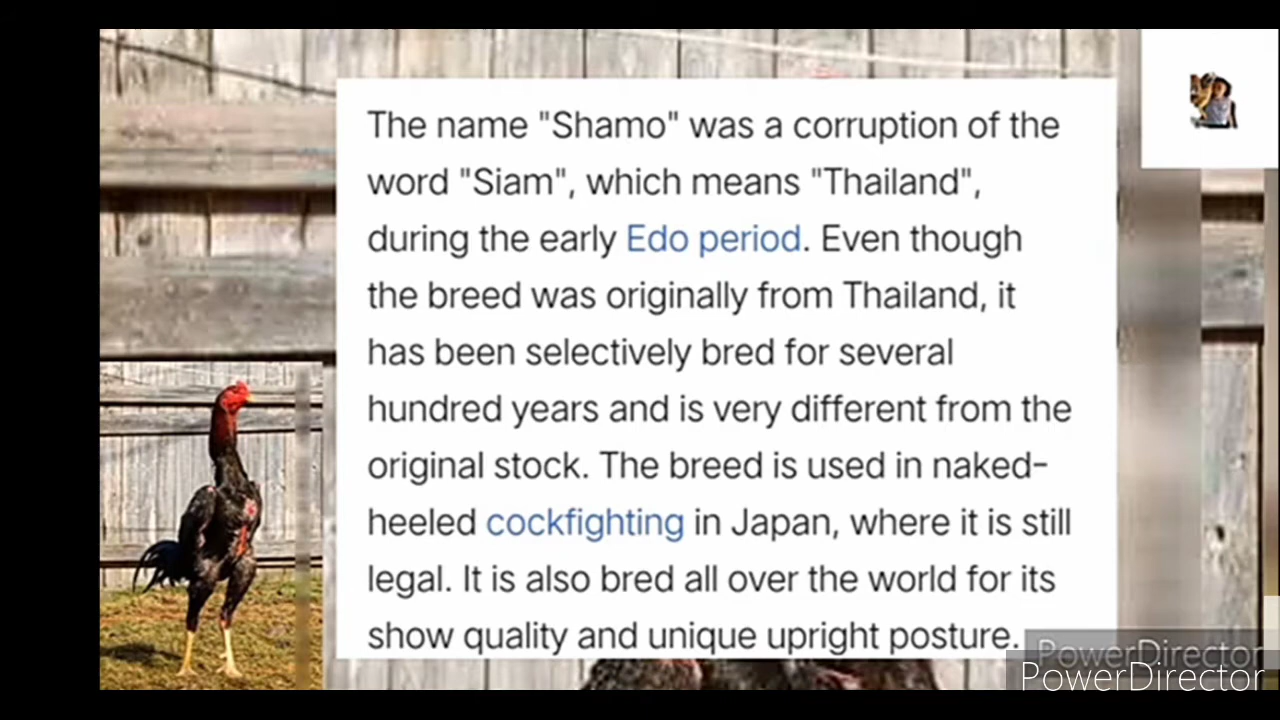 The name "Shamo" was a corruption of the
word "Siam", which means "Thailand",
during the early Edo period. Even though
the breed was originally from Thailand, it
has been selectively bred for several
hundred years and is very different from the
original stock. The breed is used in naked-
heeled cockfighting in Japan, where it is still
legal. It is also bred all over the world for its
show quality and unique upright posture.
PowerDirector
PowerDirector